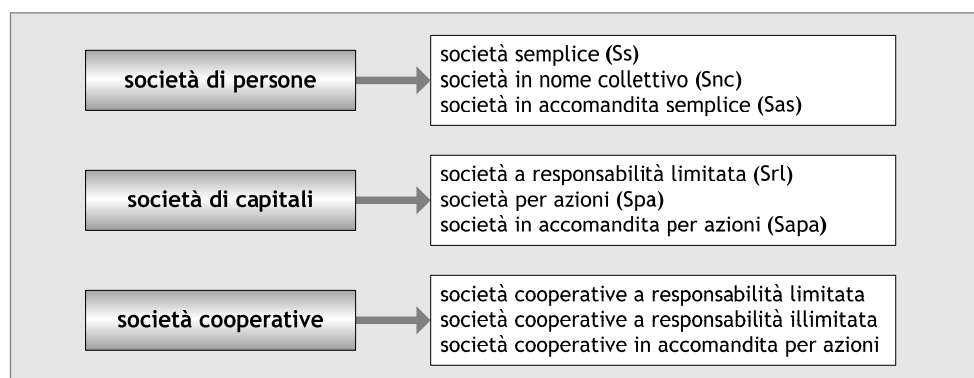 società di persone
società semplice (Ss)
società in nome collettivo (Snc)
società in accomandita semplice (Sas)
società di capitali
società a responsabilità limitata (Srl)
società per azioni (Spa)
società in accomandita per azioni (Sapa)
società cooperative
società cooperative a responsabilità limitata
società cooperative a responsabilità illimitata
società cooperative in accomandita per azioni